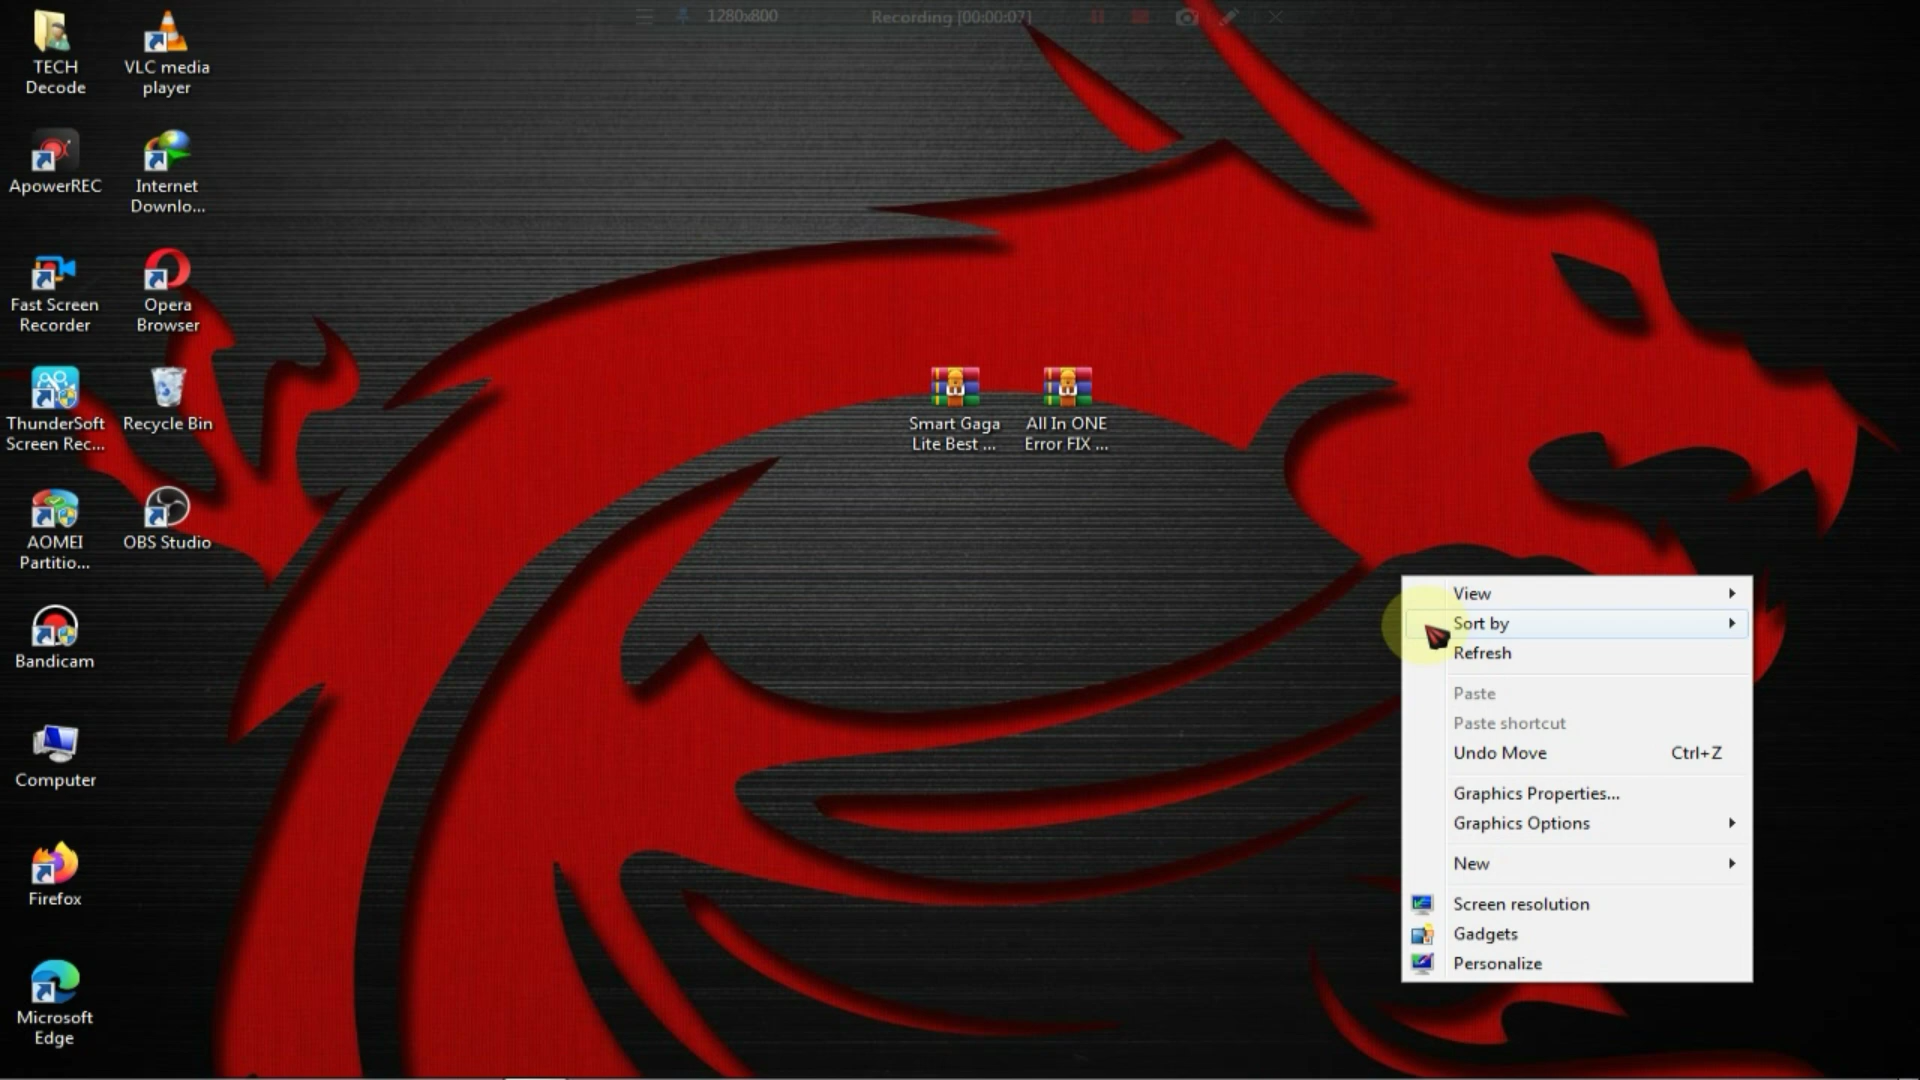 1280x800
Recording [00:00:07]
TECH
Decode
VLC media
player
ApowerREC
Internet
Downlo...
Fast Screen
Recorder
Opera
Browser
ThunderSoft
Screen Rec...
Recycle Bin
Smart Gaga
Lite Best ...
All In ONE
Error FIX ...
AOMEI
Partitio...
OBS Studio
Bandicam
Computer
Firefox
Microsoft
Edge
View
Sort by
Refresh
Paste
Paste shortcut
Undo Move Ctrl+Z
Graphics Properties...
Graphics Options
New
Screen resolution
Gadgets
Personalize